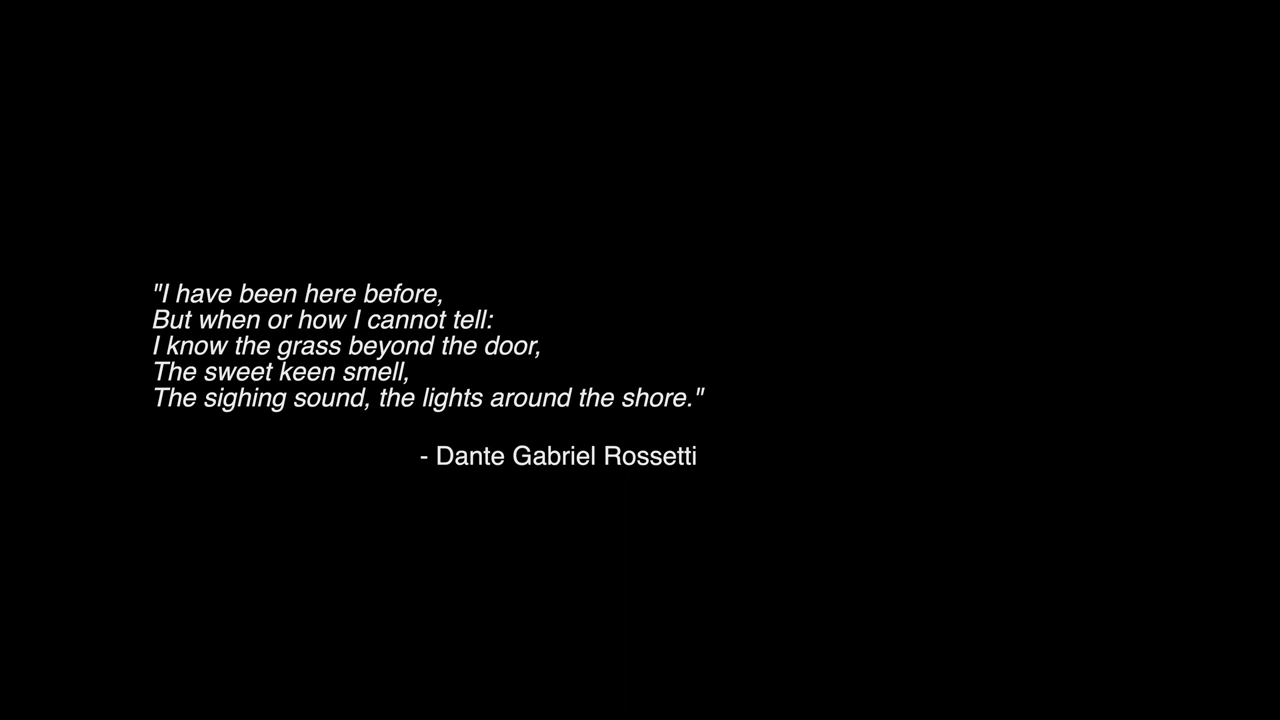 "I have been here before,
But when or how I cannot tell:
I know the grass beyond the door,
The sweet keen smell,
The sighing sound, the lights around the shore."
- Dante Gabriel Rossetti